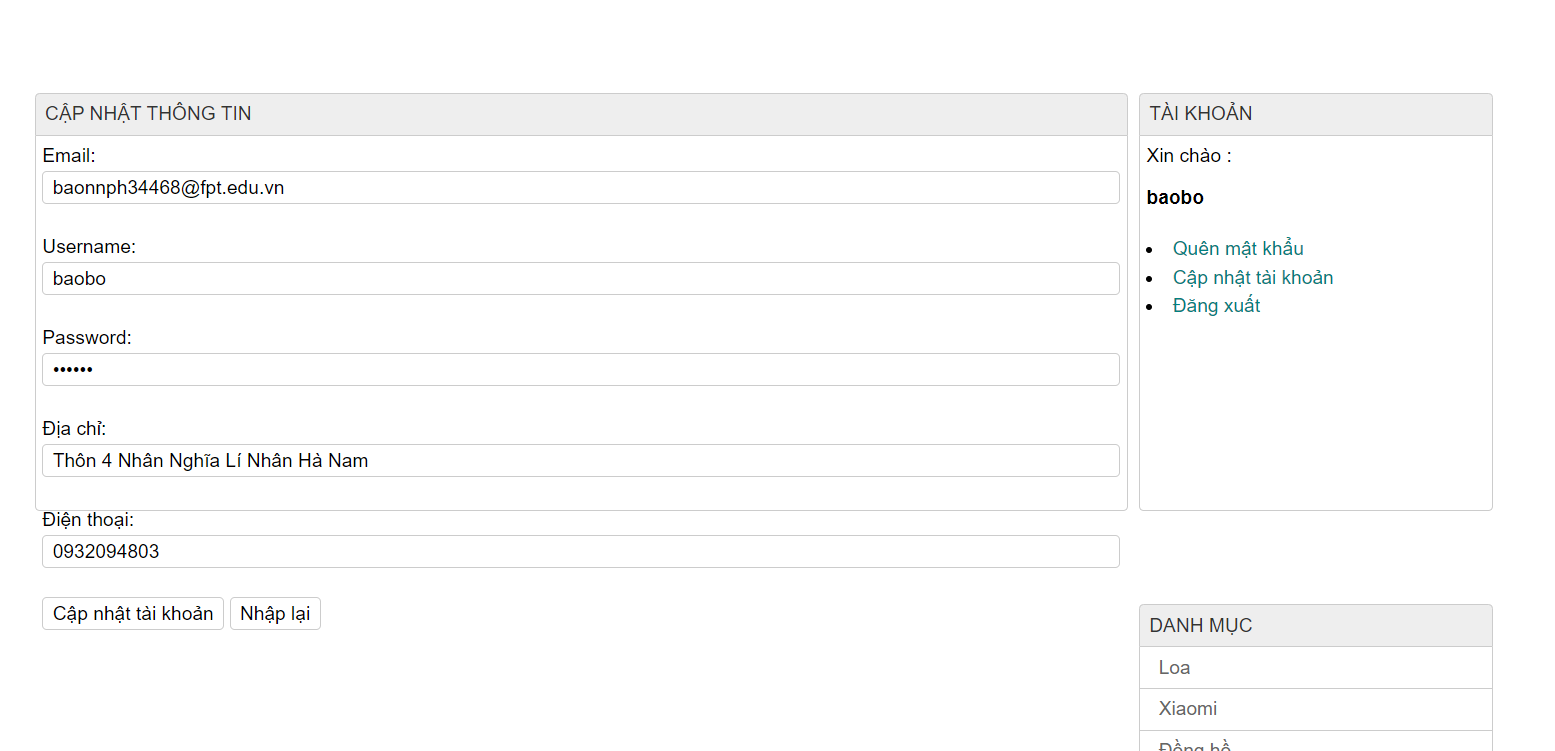 CẬP NHẬT THÔNG TIN
Email:
baonnph34468@fpt.edu.vn
Username:
baobo
Password:
••••••
Địa chỉ:
Thôn 4 Nhân Nghĩa Lí Nhân Hà Nam
Điện thoại:
0932094803
Cập nhật tài khoản Nhập lại
TÀI KHOẢN
Xin chào :
baobo
Quên mật khẩu
Cập nhật tài khoản
Đăng xuất
DANH MỤC
Loa
Xiaomi
Đồng hồ